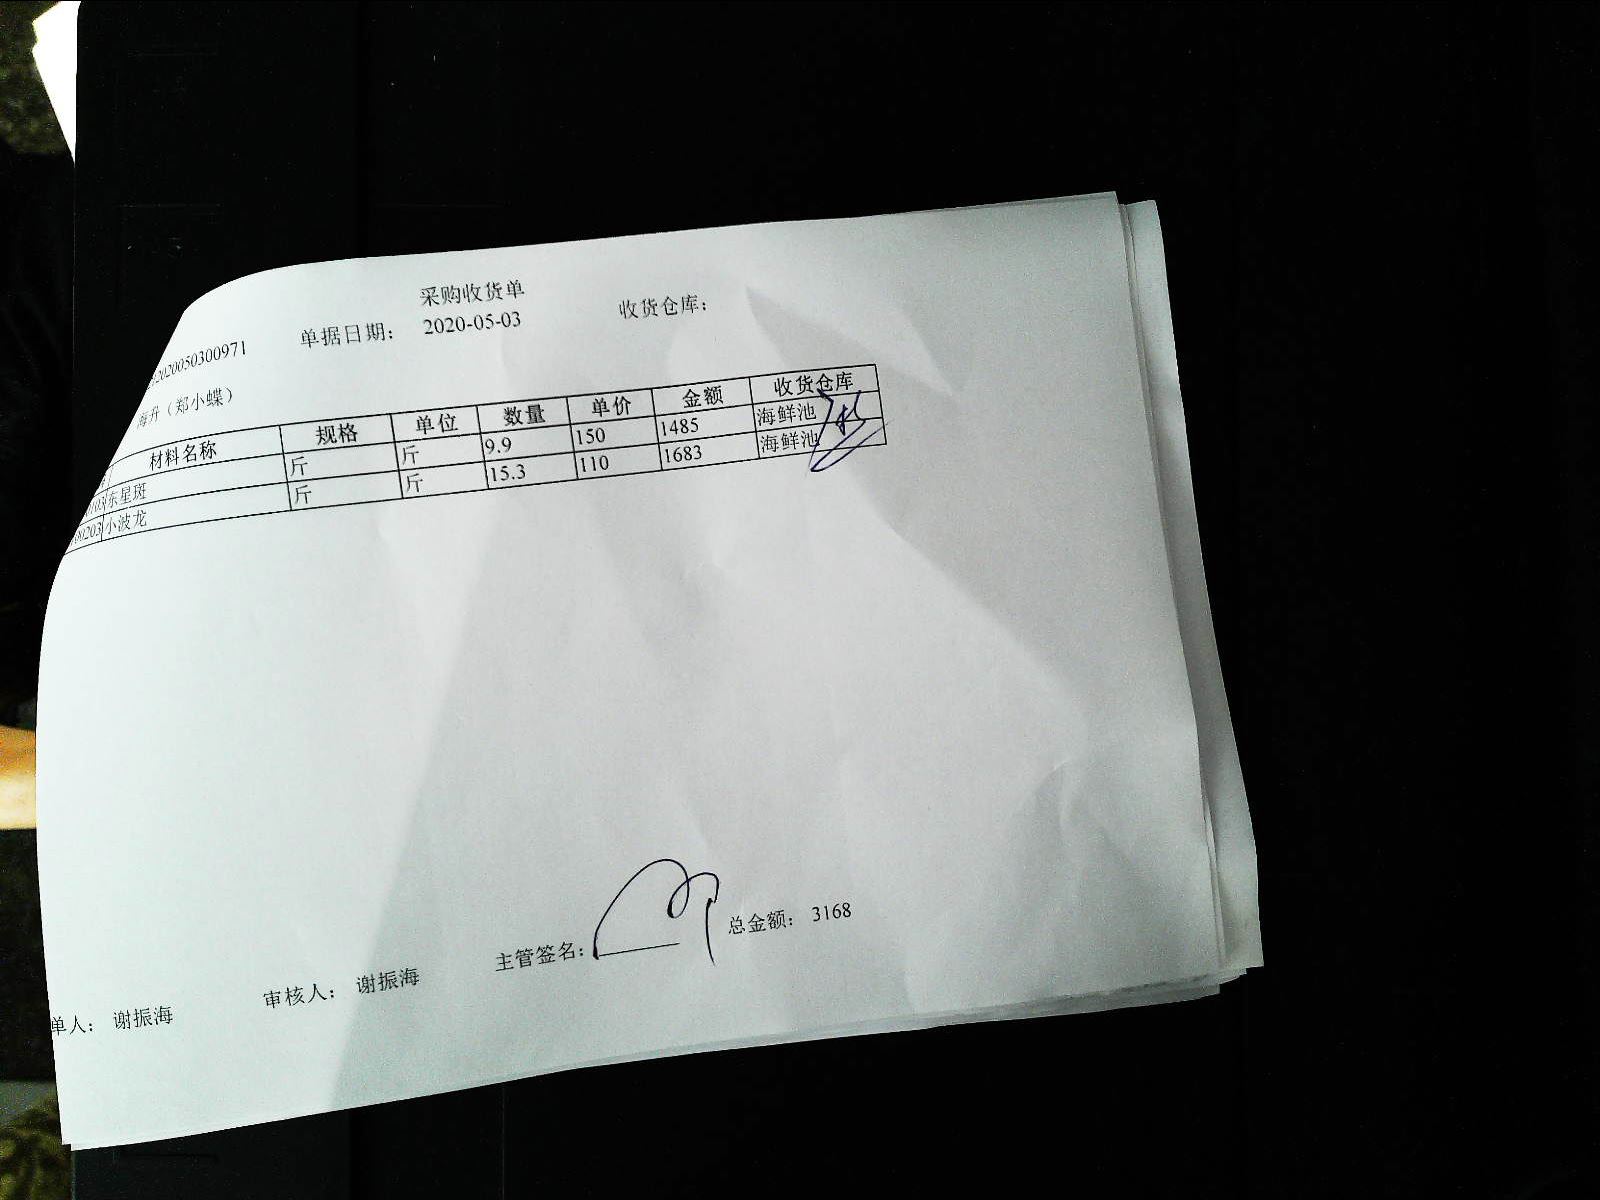 采购收货单
2020050300971 单据日期： 2020-05-03 收货仓库：
海升（郑小蝶）
材料名称 规格 单位 数量 单价 金额 收货仓库
东星斑 斤 斤 9.9 150 1485 海鲜池
00203 小波龙 斤 斤 15.3 110 1683 海鲜池
单人： 谢振海 审核人： 谢振海 主管签名： 总金额： 3168